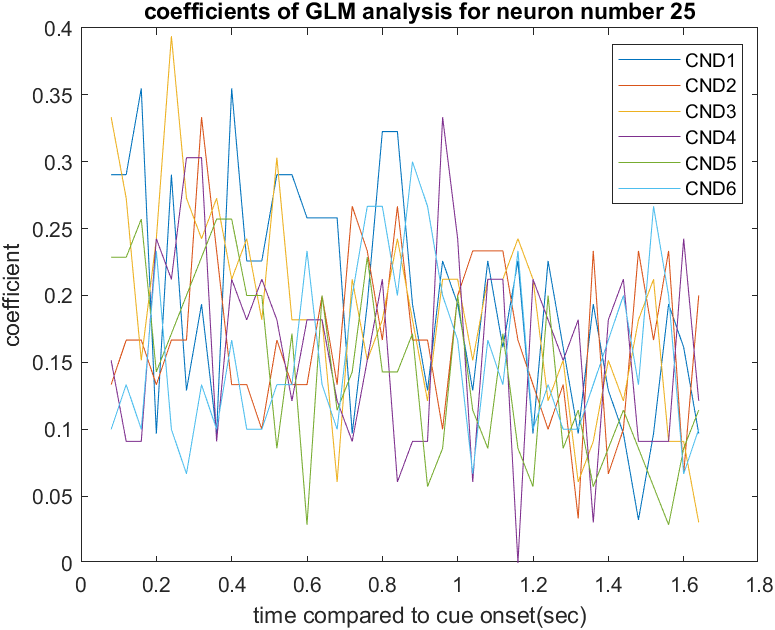 coefficients of GLM analysis for neuron number 25
0.4
0.35
0.3
0.25
0.2
0.15
0.1
0.05
0
coefficient
CND1
CND2
CND3
CND4
CND5
CND6
0 0.2 0.4 0.6 0.8 1 1.2 1.4 1.6 1.8
time compared to cue onset(sec)